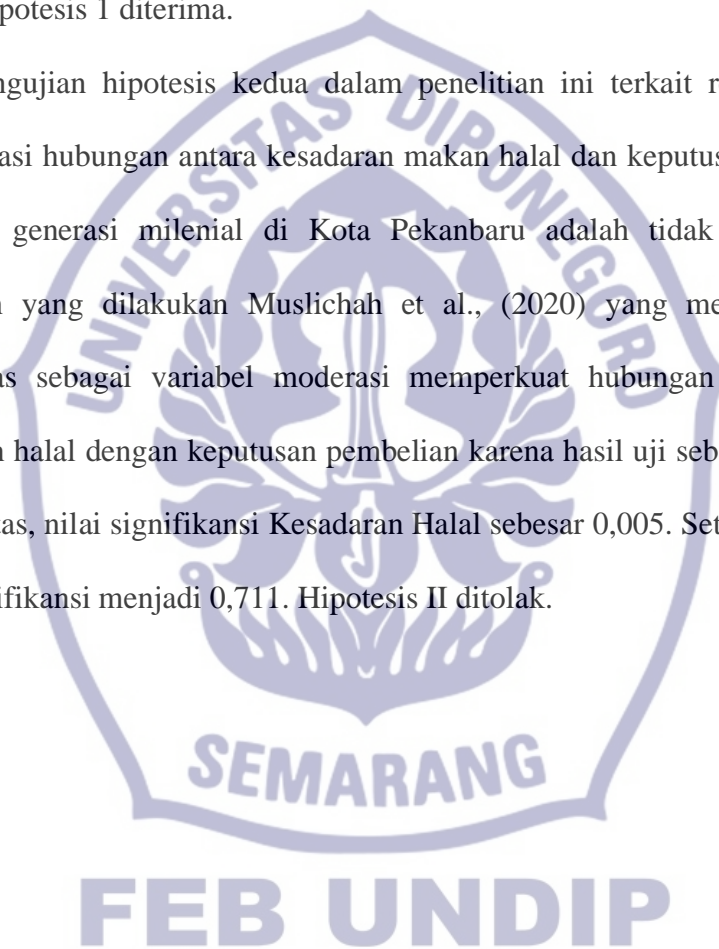 potesis 1 diterima.
ngujian hipotesis kedua dalam penelitian ini terkait r
asi hubungan antara kesadaran makan halal dan keputus
generasi milenial di Kota Pekanbaru adalah tidak
yang dilakukan Muslichah et al., (2020) yang me
as sebagai variabel moderasi memperkuat hubungan
halal dengan keputusan pembelian karena hasil uji seb
tas, nilai signifikansi Kesadaran Halal sebesar 0,005. Set
ifikansi menjadi 0,711. Hipotesis II ditolak.
UNIVERSITAS DIPONEGORO
SEMARANG
FEB UNDIP